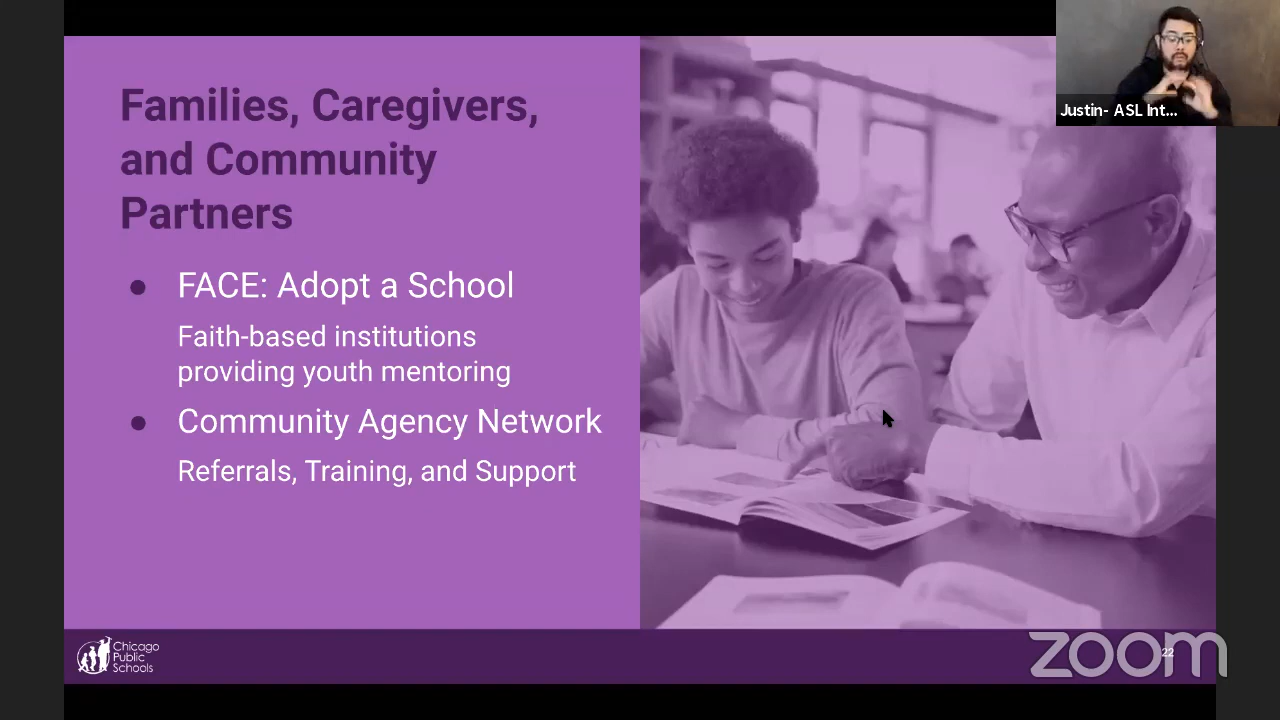 Families, Caregivers,
and Community
Partners
FACE: Adopt a School
Faith-based institutions
providing youth mentoring
Community Agency Network
Referrals, Training, and Support
Justin- ASL Int...
Chicago
Public
Schools
22
zoom